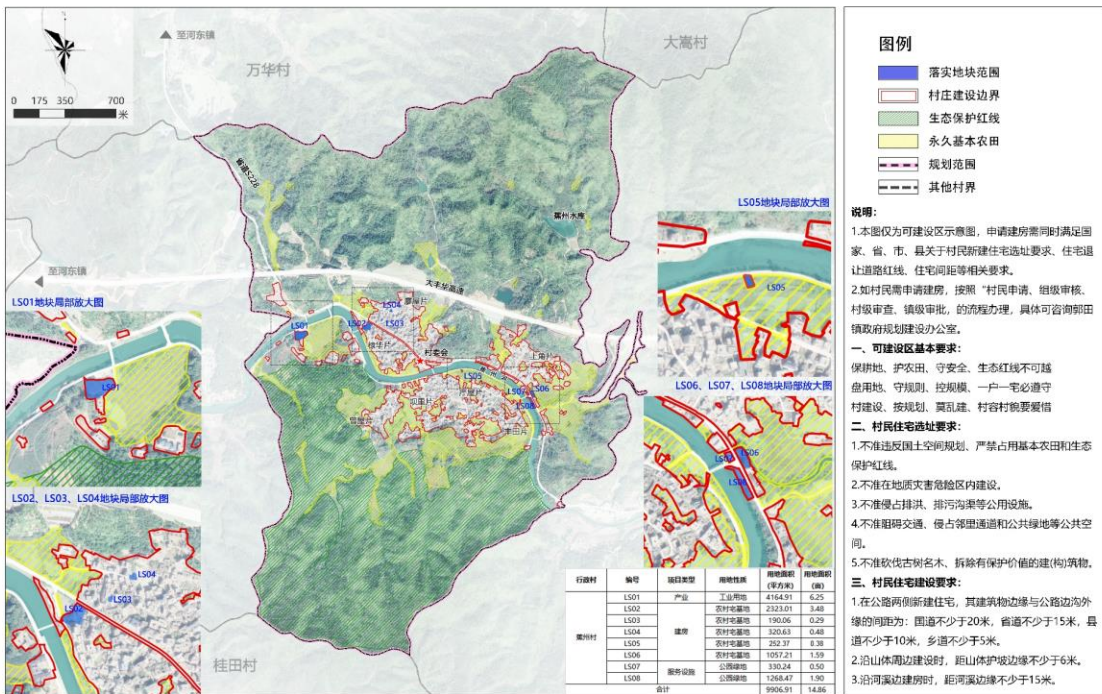 至河东镇
万华村
大嵩村
0 175 350 700
米
省道S228
至河东镇
大丰华高速
LS01地块局部放大图
LS01
LS02、LS03、LS04地块局部放大图
LS04
LS03
LS02
LS01
LS02
LS04
LS03
村委会
上角片
LS05
LS07
LS06
LS08
坝里片
丰田片
桂田村
LS05地块局部放大图
LS05
LS06、LS07、LS08地块局部放大图
LS07
LS06
LS08
行政村 编号 项目类型 用地性质 用地面积(平方米) 用地面积(亩)
LS01 产业 工业用地 4164.91 6.25
LS02 农村宅基地 2323.01 3.48
LS03 农村宅基地 190.06 0.29
LS04 建房 农村宅基地 320.63 0.48
LS05 农村宅基地 252.37 0.38
LS06 农村宅基地 1057.21 1.59
LS07 服务设施 公园绿地 330.24 0.50
LS08 公园绿地 1268.47 1.90
合计 9906.91 14.86
图例
落实地块范围
村庄建设边界
生态保护红线
永久基本农田
规划范围
其他村界
说明：
1.本图仅为可建设区示意图，申请建房需同时满足国
家、省、市、县关于村民新建住宅选址要求、住宅退
让道路红线、住宅间距等相关要求。
2.如村民需申请建房，按照“村民申请、组级审核、
村级审查、镇级审批，的流程办理，具体可咨询郭田
镇政府规划建设办公室。
一、可建设区基本要求：
保耕地、护农田、守安全、生态红线不可越
盘用地、守规则、控规模、一户一宅必遵守
村建设、按规划、莫乱建、村容村貌要爱惜
二、村民住宅选址要求：
1.不准违反国土空间规划、严禁占用基本农田和生态
保护红线。
2.不准在地质灾害危险区内建设。
3.不准侵占排洪、排污沟渠等公用设施。
4.不准阻碍交通、侵占邻里通道和公共绿地等公共空
间。
5.不准砍伐古树名木、拆除有保护价值的建(构)筑物。
三、村民住宅建设要求：
1.在公路两侧新建住宅，其建筑物边缘与公路边沟外
缘的间距为：国道不少于20米，省道不少于15米，县
道不少于10米，乡道不少于5米。
2.沿山体周边建设时，距山体护坡边缘不少于6米。
3.沿河溪边建房时，距河溪边缘不少于15米。